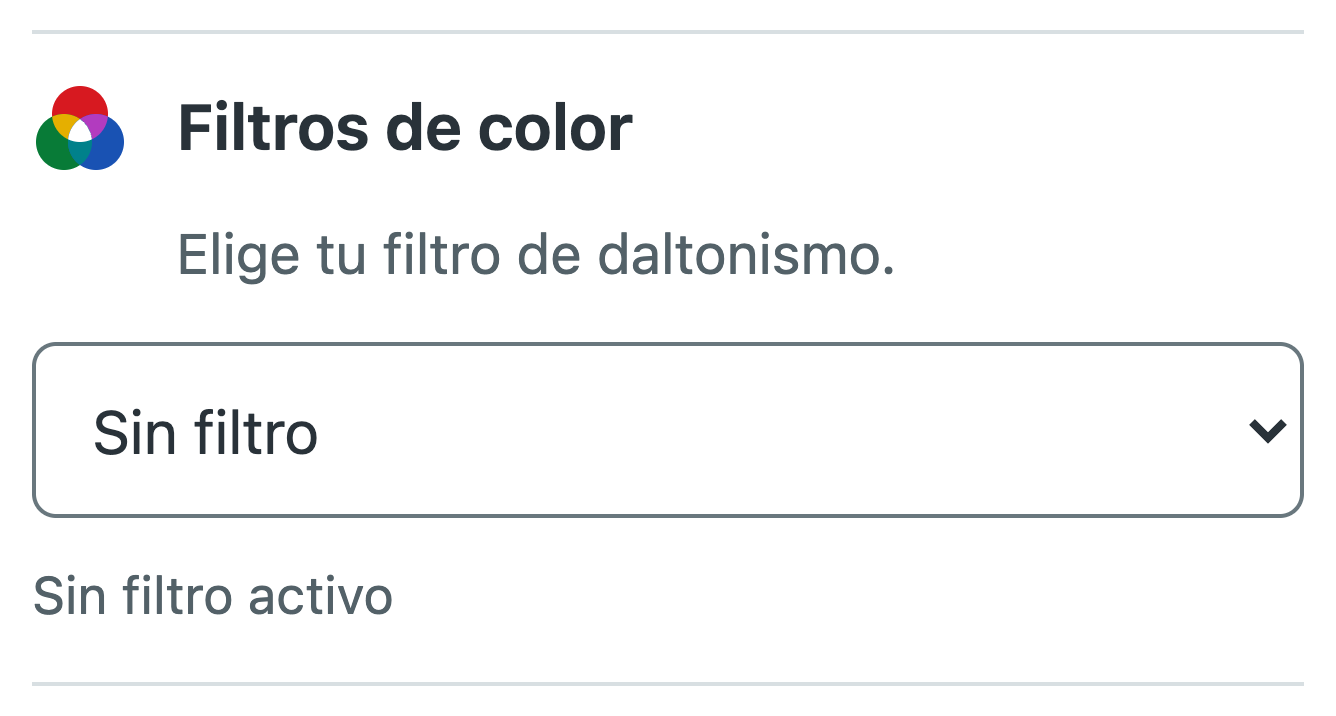 Filtros de color
Elige tu filtro de daltonismo.
Sin filtro
Sin filtro activo